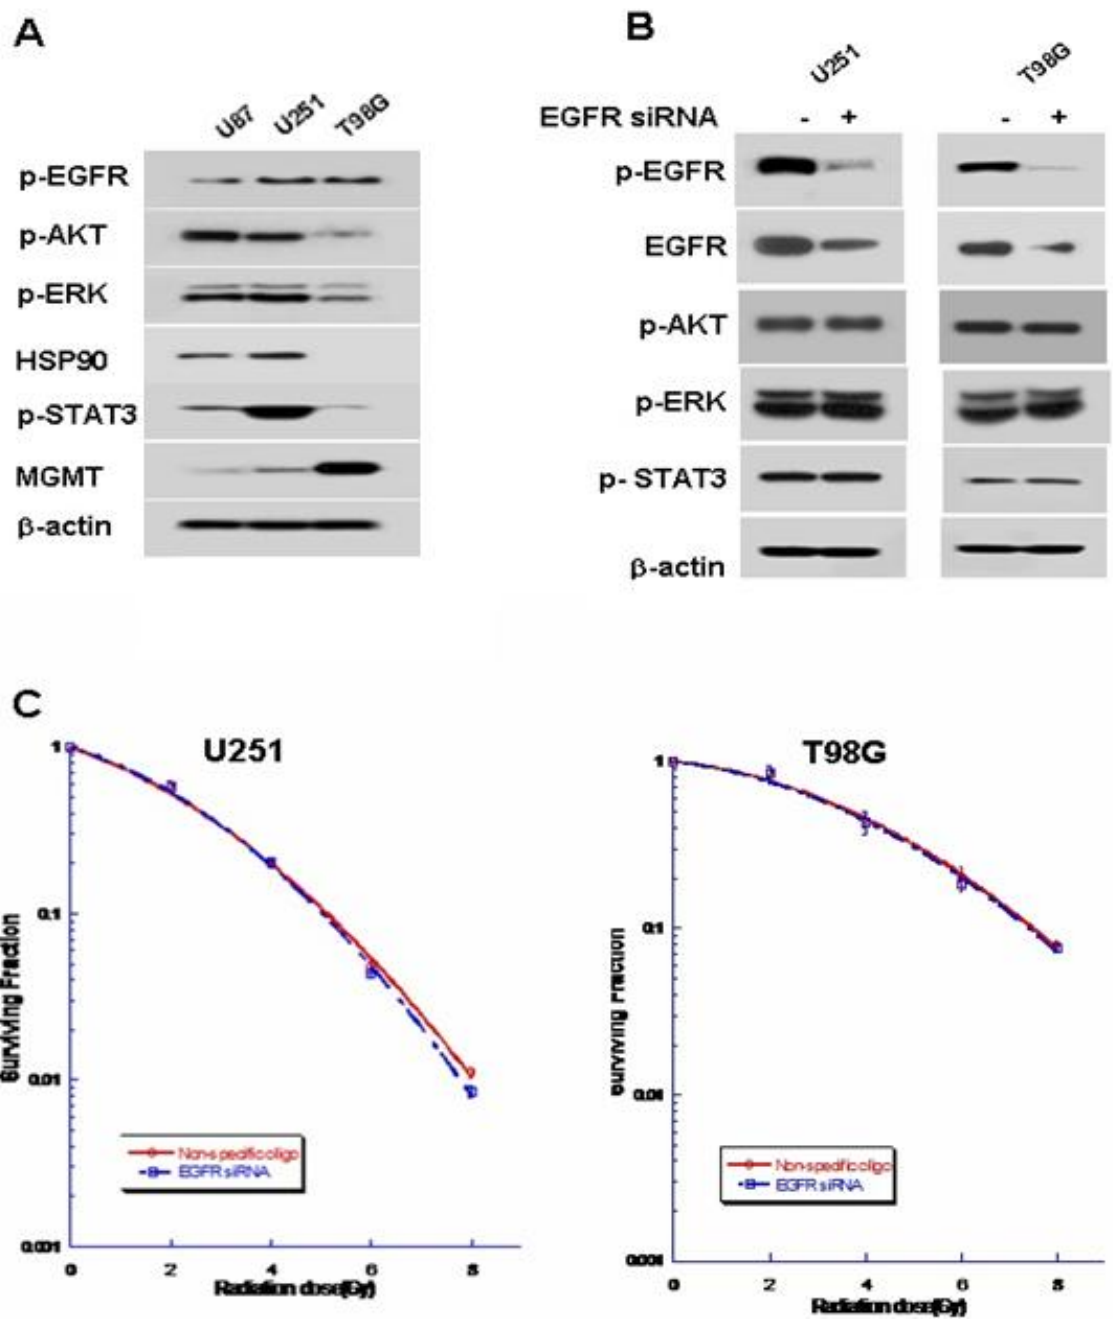 A
U87 U251 T98G
p-EGFR
p-AKT
p-ERK
HSP90
p-STAT3
MGMT
β-actin
B
U251 T98G
EGFR siRNA - + - +
p-EGFR
EGFR
p-AKT
p-ERK
p- STAT3
β-actin
C
U251
1
0.1
0.01
0.001
0 2 4 6 8
Surviving Fraction
Radiation dose(Gy)
Non-specific oligo
EGFR siRNA
T98G
1
0.1
0.01
0.001
0 2 4 6 8
Surviving Fraction
Radiation dose(Gy)
Non-specific oligo
EGFR siRNA